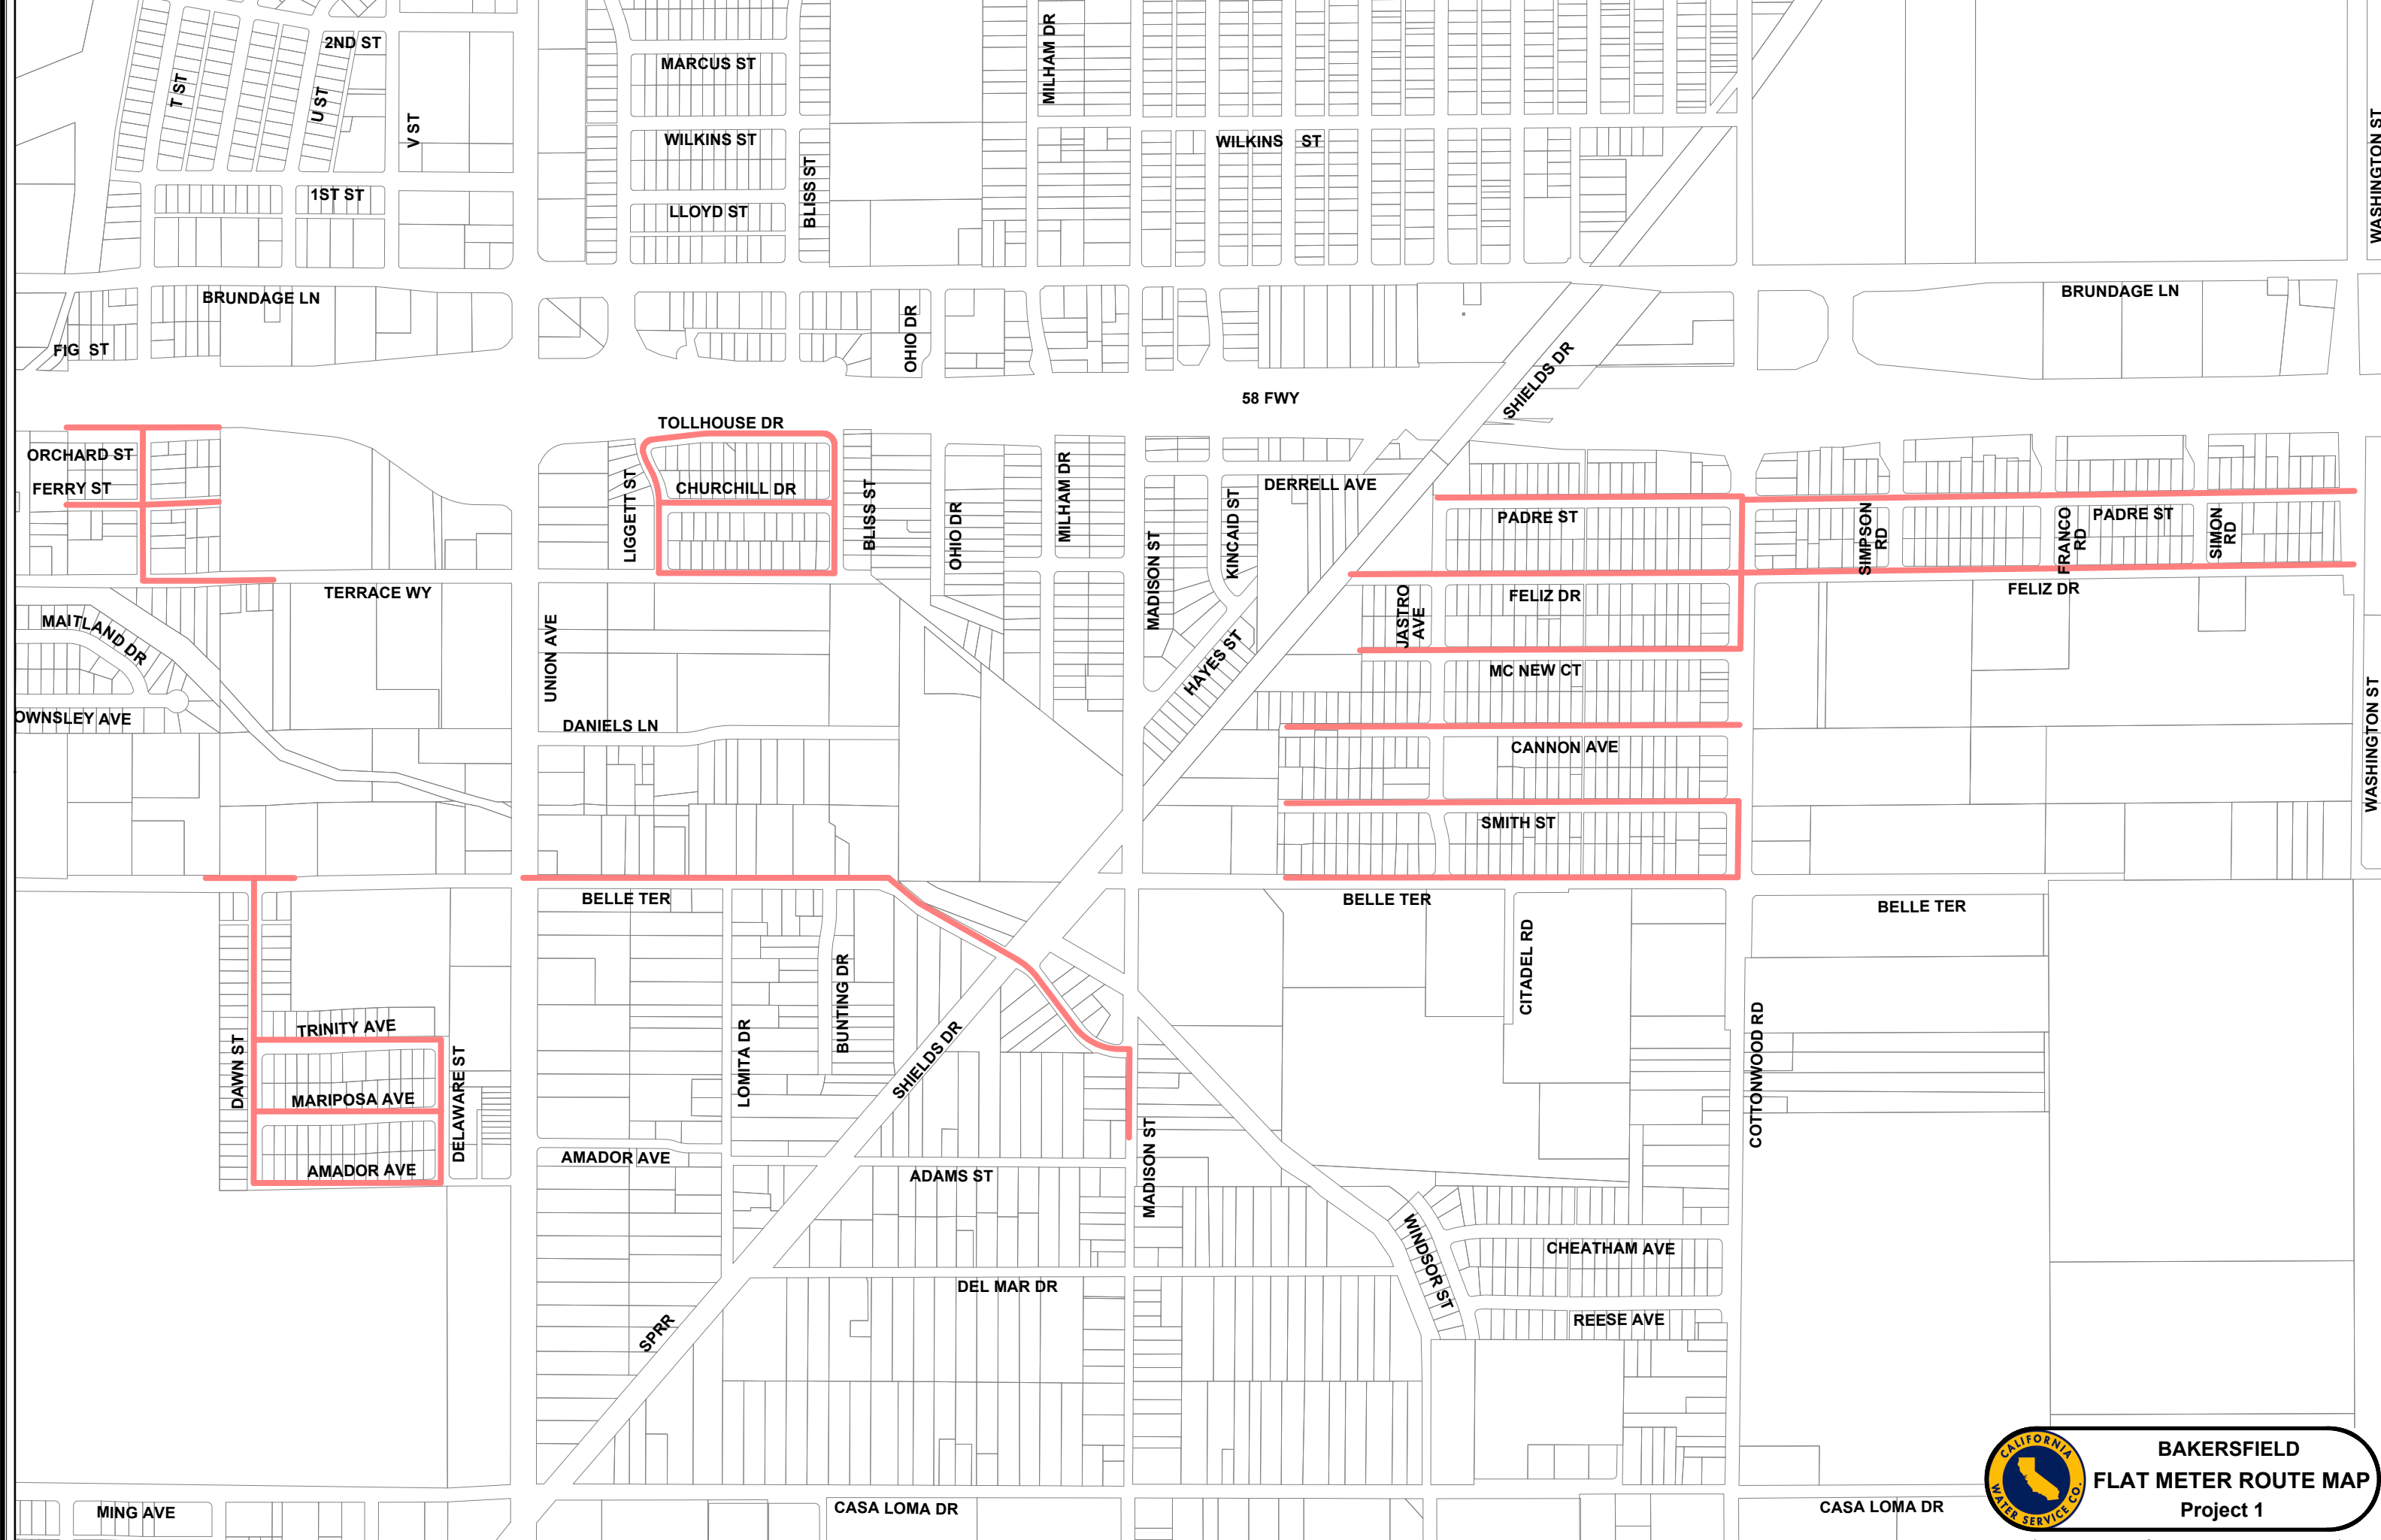 2ND ST
MARCUS ST
MILHAM DR
T ST
U ST
V ST
WILKINS ST
WILKINS ST
WASHINGTON ST
BLISS ST
1ST ST
LLOYD ST
BRUNDAGE LN
BRUNDAGE LN
FIG ST
OHIO DR
SHIELDS DR
58 FWY
TOLLHOUSE DR
ORCHARD ST
FERRY ST
CHURCHILL DR
LIGGETT ST
BLISS ST
OHIO DR
MILHAM DR
DERRELL AVE
KINCAID ST
MADISON ST
PADRE ST
PADRE ST
SIMPSON
RD
FRANCO
RD
SIMON
RD
TERRACE WY
FELIZ DR
FELIZ DR
JASTRO
AVE
MAITLAND DR
UNION AVE
HAYES ST
MC NEW CT
OWNSLEY AVE
DANIELS LN
CANNON AVE
WASHINGTON ST
SMITH ST
BELLE TER
BELLE TER
BELLE TER
CITADEL RD
BUNTING DR
TRINITY AVE
DAWN ST
MARIPOSA AVE
DELAWARE ST
LOMITA DR
SHIELDS DR
COTTONWOOD RD
AMADOR AVE
AMADOR AVE
ADAMS ST
MADISON ST
WINDSOR ST
CHEATHAM AVE
DEL MAR DR
REESE AVE
SPRR
MING AVE
CASA LOMA DR
CASA LOMA DR
CALIFORNIA
WATER SERVICE CO.
BAKERSFIELD
FLAT METER ROUTE MAP
Project 1